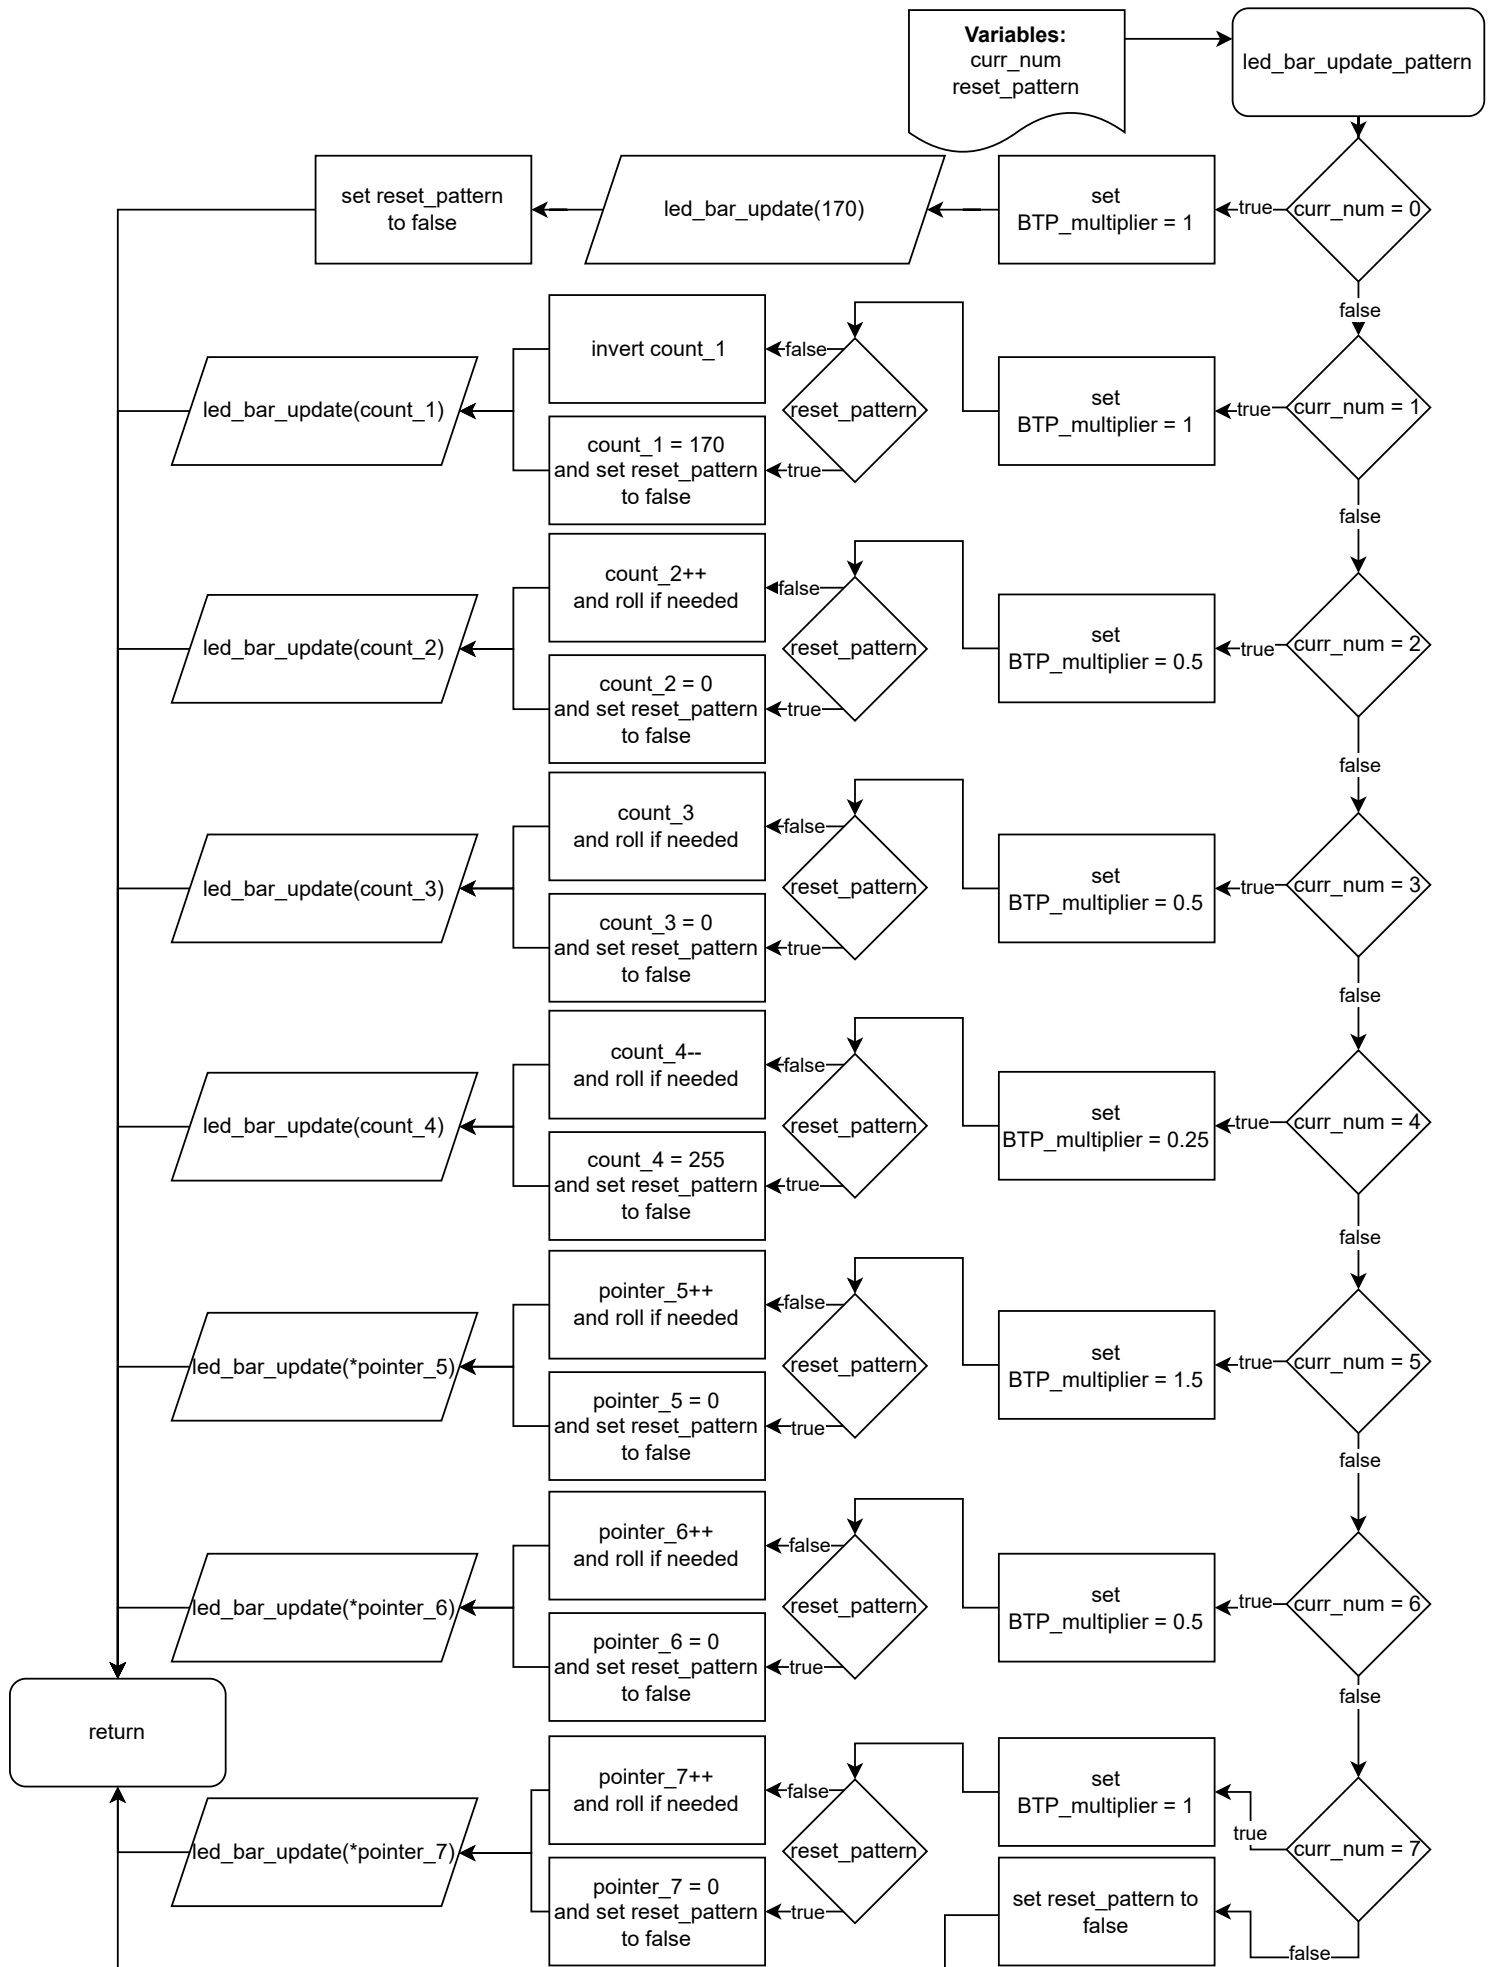 Variables:
curr_num
reset_pattern
led_bar_update_pattern
set reset_pattern
to false
led_bar_update(170)
set
BTP_multiplier = 1
true
curr_num = 0
false
invert count_1
false
led_bar_update(count_1)
reset_pattern
set
BTP_multiplier = 1
true
curr_num = 1
count_1 = 170
and set reset_pattern
to false
true
false
count_2++
and roll if needed
false
led_bar_update(count_2)
reset_pattern
set
BTP_multiplier = 0.5
true
curr_num = 2
count_2 = 0
and set reset_pattern
to false
true
false
count_3
and roll if needed
false
led_bar_update(count_3)
reset_pattern
set
BTP_multiplier = 0.5
true
curr_num = 3
count_3 = 0
and set reset_pattern
to false
true
false
count_4--
and roll if needed
false
led_bar_update(count_4)
reset_pattern
set
BTP_multiplier = 0.25
true
curr_num = 4
count_4 = 255
and set reset_pattern
to false
true
false
pointer_5++
and roll if needed
false
led_bar_update(*pointer_5)
reset_pattern
set
BTP_multiplier = 1.5
true
curr_num = 5
pointer_5 = 0
and set reset_pattern
to false
true
false
pointer_6++
and roll if needed
false
led_bar_update(*pointer_6)
reset_pattern
set
BTP_multiplier = 0.5
true
curr_num = 6
pointer_6 = 0
and set reset_pattern
to false
true
false
return
pointer_7++
and roll if needed
false
led_bar_update(*pointer_7)
reset_pattern
set
BTP_multiplier = 1
true
curr_num = 7
pointer_7 = 0
and set reset_pattern
to false
true
set reset_pattern to
false
false